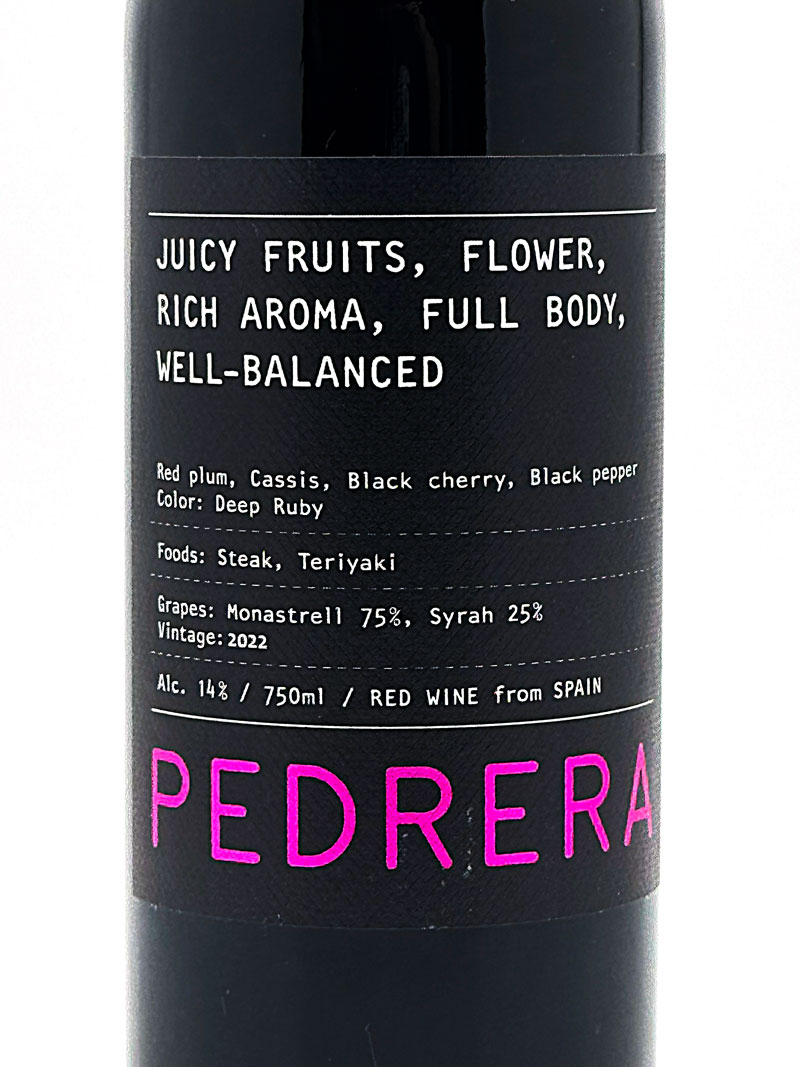 JUICY FRUITS, FLOWER,
RICH AROMA, FULL BODY,
WELL-BALANCED
Red plum, Cassis, Black cherry, Black pepper
Color: Deep Ruby
Foods: Steak, Teriyaki
Grapes: Monastrell 75%, Syrah 25%
Vintage: 2022
Alc. 14% / 750ml / RED WINE from SPAIN
PEDRERA